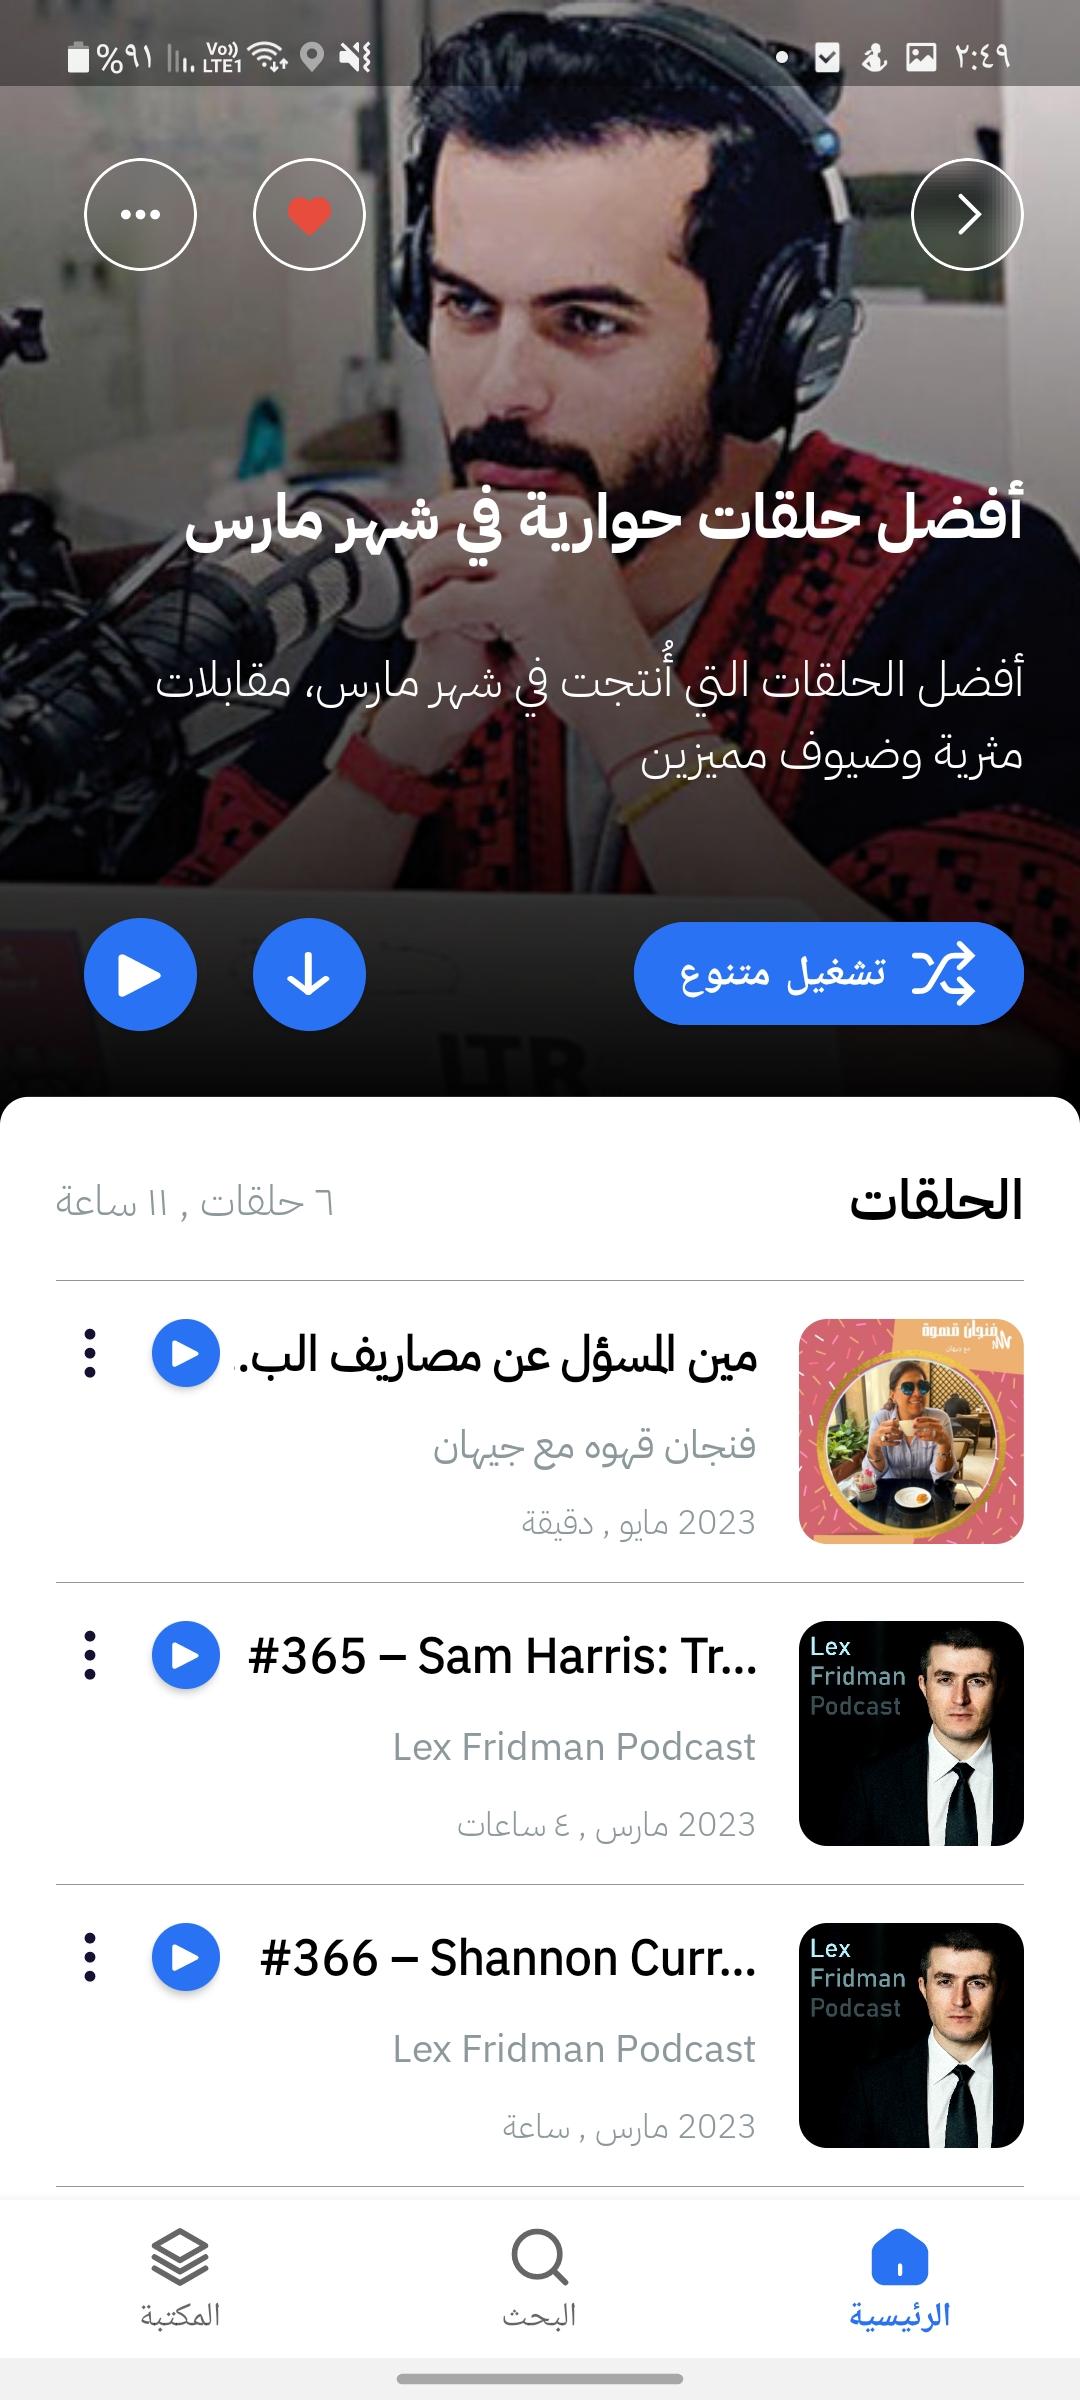 ٢:٤٩
Vo))
LTE1
%٩١
أفضل حلقات حوارية في شهر مارس
أفضل الحلقات التي أُنتجت في شهر مارس، مقابلات
مثرية وضيوف مميزين
تشغيل متنوع
الحلقات
٦ حلقات , ١١ ساعة
فنجان قهوة
مع جيهان
مين المسؤل عن مصاريف الب..
فنجان قهوه مع جيهان
2023 مايو , دقيقة
Lex
Fridman
Podcast
#365 – Sam Harris: Tr...
Lex Fridman Podcast
2023 مارس , ٤ ساعات
Lex
Fridman
Podcast
#366 – Shannon Curr...
Lex Fridman Podcast
2023 مارس , ساعة
الرئيسية
البحث
المكتبة